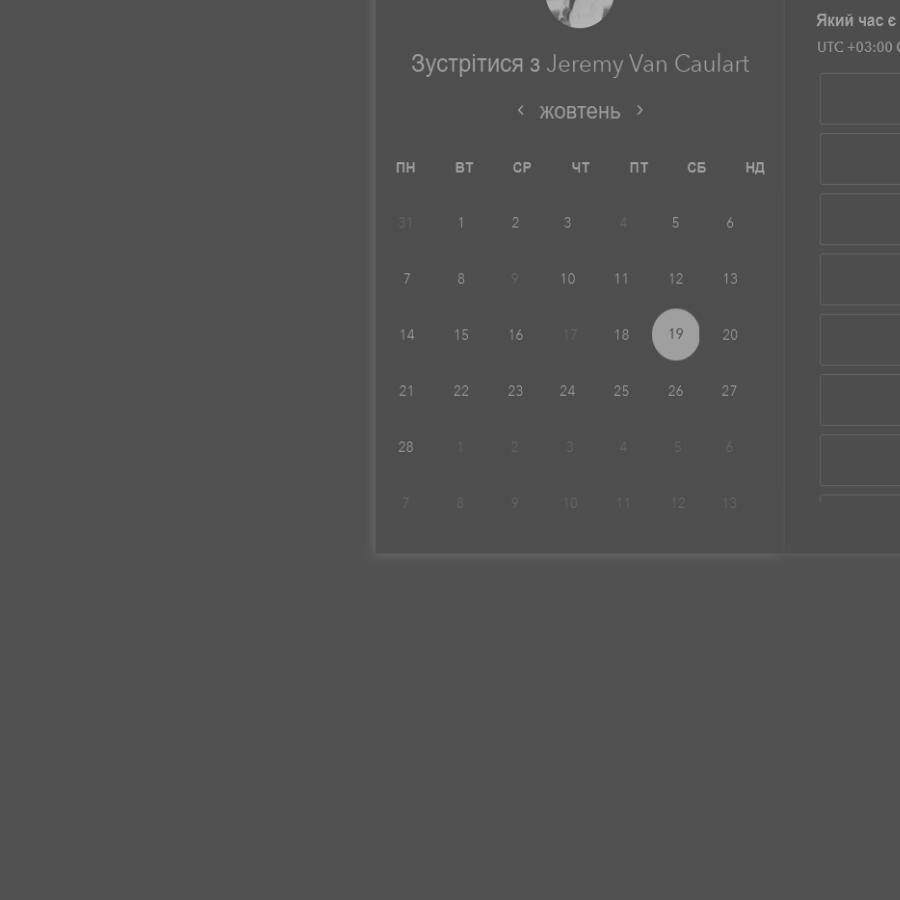 Зустрітися з Jeremy Van Caulart
‹ жовтень ›
ПН ВТ СР ЧТ ПТ СБ НД
31 1 2 3 4 5 6
7 8 9 10 11 12 13
14 15 16 17 18 19 20
21 22 23 24 25 26 27
28 1 2 3 4 5 6
7 8 9 10 11 12 13
Який час є
UTC +03:00